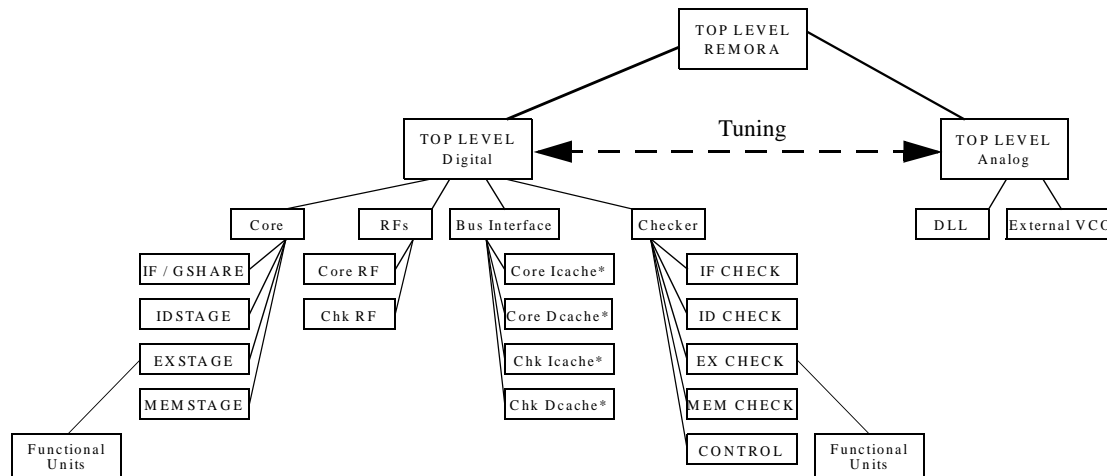 TOP LEVEL
REMORA
TOP LEVEL
Digital
Tuning
TOP LEVEL
Analog
Core
RFs
Bus Interface
Checker
DLL
External VCO
IF / GSHARE
Core RF
Core Icache*
IF CHECK
IDSTAGE
Chk RF
Core Dcache*
ID CHECK
EXSTAGE
Chk Icache*
EX CHECK
MEMSTAGE
Chk Dcache*
MEM CHECK
Functional
Units
CONTROL
Functional
Units